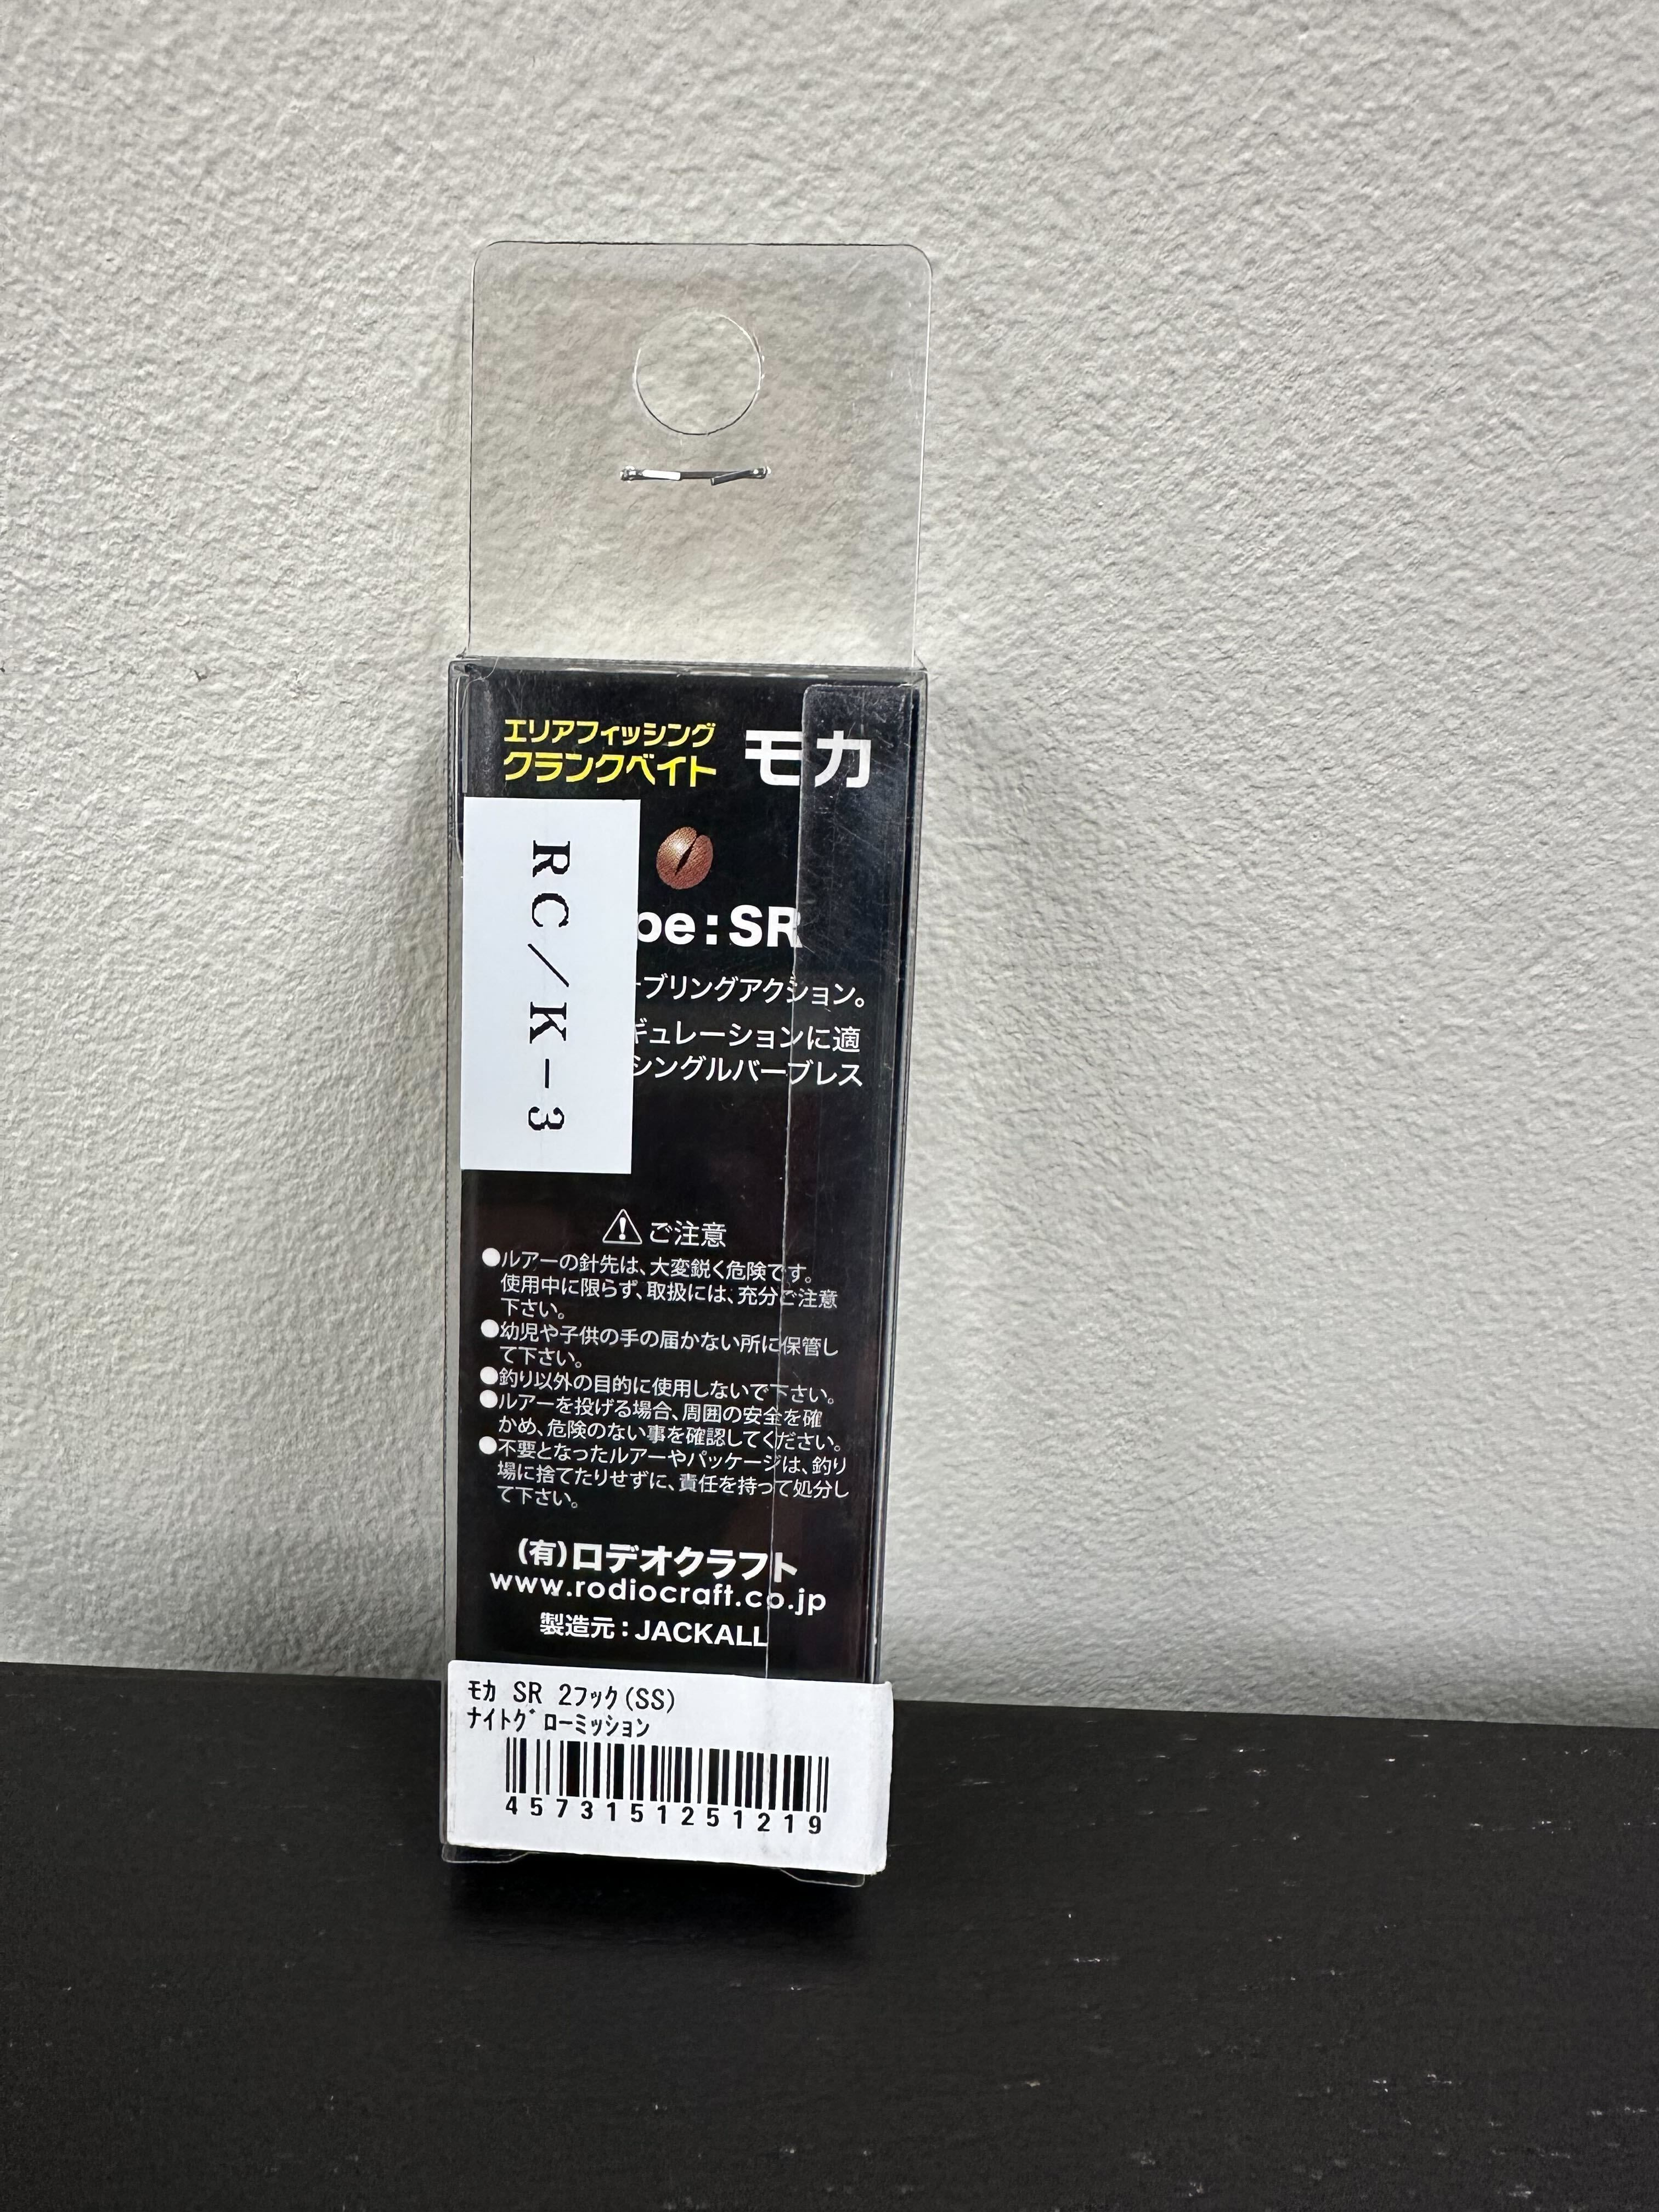 エリアフィッシング
クランクベイト モカ
RC/K-3
pe:SR
ーブリングアクション。
ギュレーションに適
シングルバーブレス
ご注意
●ルアーの針先は、大変鋭く危険です。
使用中に限らず、取扱には、充分ご注意
下さい。
●幼児や子供の手の届かない所に保管し
て下さい。
●釣り以外の目的に使用しないで下さい。
●ルアーを投げる場合、周囲の安全を確
かめ、危険のない事を確認してください。
●不要となったルアーやパッケージは、釣り
場に捨てたりせずに、責任を持って処分し
て下さい。
(有)ロデオクラフト
www.rodiocraft.co.jp
製造元:JACKALL
ﾓｶ SR 2ﾌｯｸ(SS)
ﾅｲﾄｸﾞﾛｰﾐｯｼｮﾝ
4573151251219